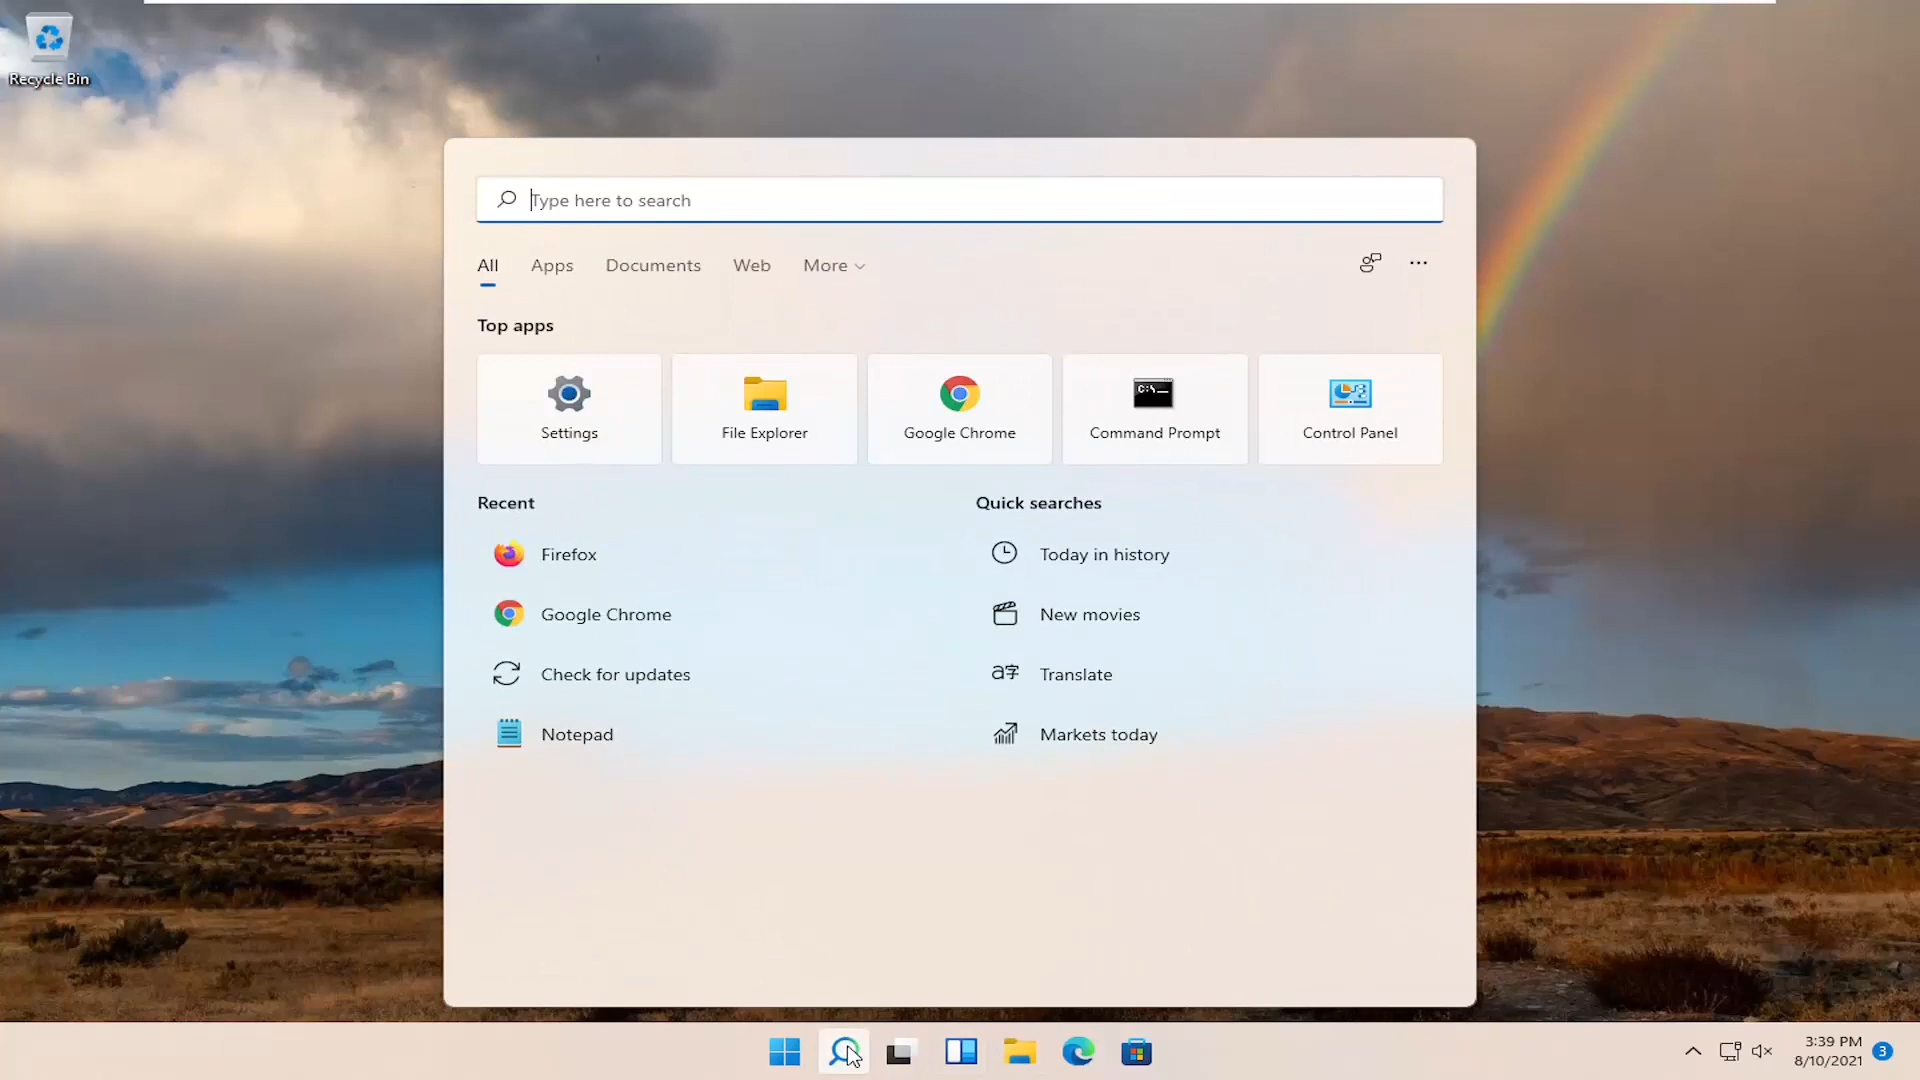 Recycle Bin
Type here to search
All Apps Documents Web More
Top apps
Settings File Explorer Google Chrome Command Prompt Control Panel
Recent Quick searches
Firefox Today in history
Google Chrome New movies
Check for updates Translate
Notepad Markets today
3:39 PM
8/10/2021 3